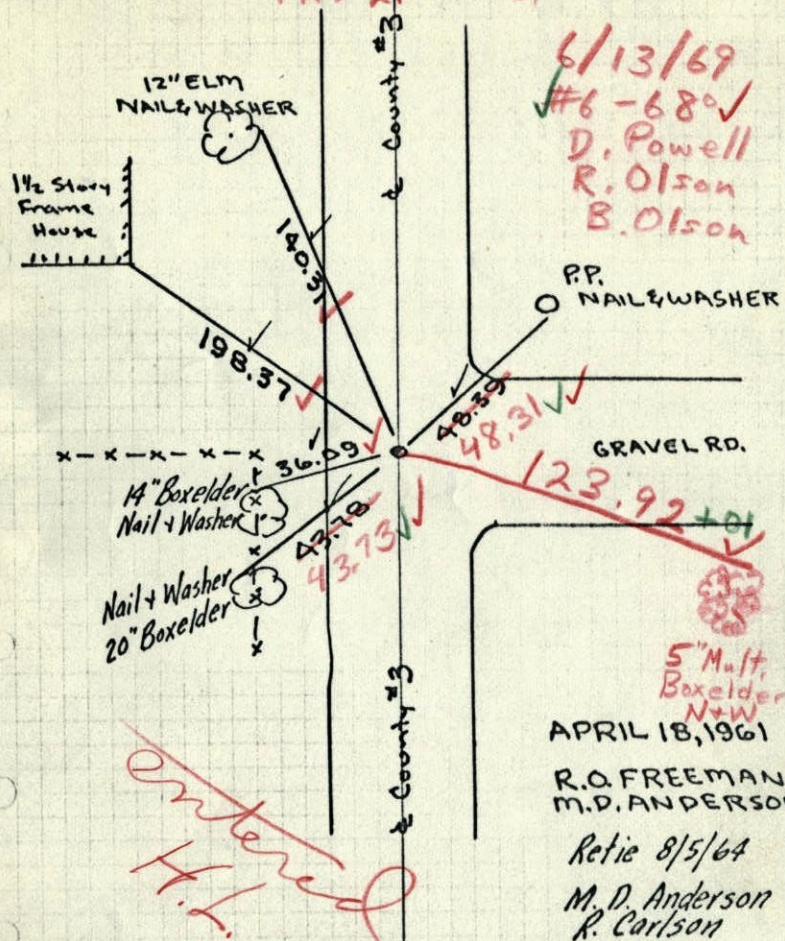 ℄ County #3
12" ELM
NAIL & WASHER
6/13/69
✓#6 - 68° ✓
D. Powell
R. Olson
B. Olson
1½ Story
Frame
House
140.31 ✓
P.P.
NAIL & WASHER
198.37 ✓
48.39
48.31 ✓✓
GRAVEL RD.
x - x - x - x - x
36.09 ✓
14" Boxelder
Nail + Washer
123.92 +01 ✓
43.78
43.73 ✓✓
Nail + Washer
20" Boxelder
5" Mult.
Boxelder
N+W
℄ County #3
APRIL 18, 1961
R.O. FREEMAN
M.D. ANDERSON
Retie 8/5/64
M. D. Anderson
R. Carlson
entered
H.L.